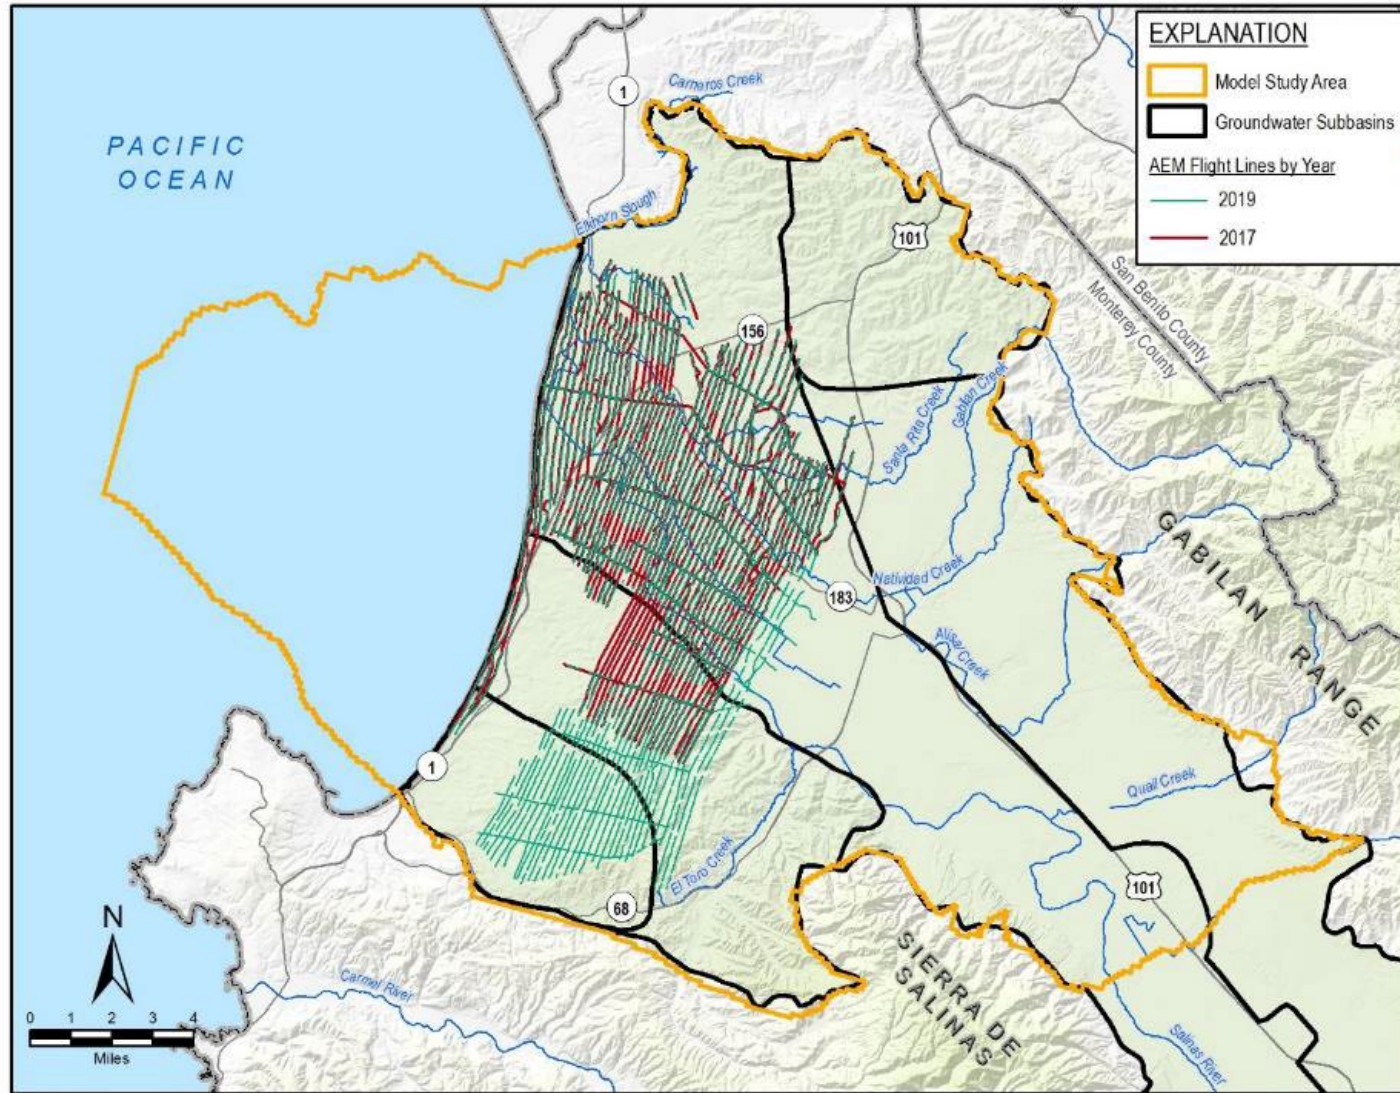 EXPLANATION
Model Study Area
Groundwater Subbasins
AEM Flight Lines by Year
2019
2017
PACIFIC
OCEAN
1
Carneros Creek
Elkhorn Slough
101
San Benito County
Monterey County
156
Santa Rita Creek
Gabilan Creek
GABILAN RANGE
Natividad Creek
183
Alisal Creek
1
Quail Creek
El Toro Creek
101
68
N
SIERRA DE
SALINAS
Carmel River
Salinas River
0 1 2 3 4
Miles